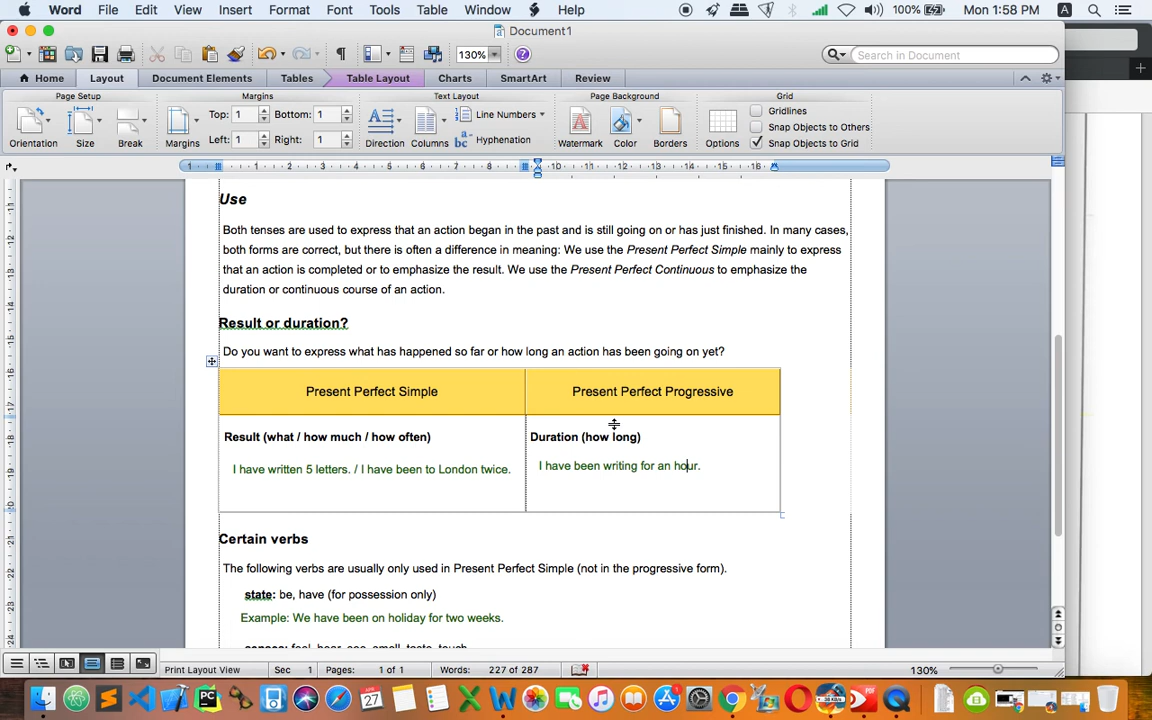 Word File Edit View Insert Format Font Tools Table Window Help 100% Mon 1:58 PM A
Document1
130% Search in Document
Home Layout Document Elements Tables Table Layout Charts SmartArt Review
Page Setup Margins Text Layout Page Background Grid
Orientation Size Break Margins Top: 1 Bottom: 1 Left: 1 Right: 1 Direction Columns Line Numbers Hyphenation Watermark Color Borders Options Gridlines Snap Objects to Others Snap Objects to Grid
Use
Both tenses are used to express that an action began in the past and is still going on or has just finished. In many cases,
both forms are correct, but there is often a difference in meaning: We use the Present Perfect Simple mainly to express
that an action is completed or to emphasize the result. We use the Present Perfect Continuous to emphasize the
duration or continuous course of an action.
Result or duration?
Do you want to express what has happened so far or how long an action has been going on yet?
Present Perfect Simple Present Perfect Progressive
Result (what / how much / how often) Duration (how long)
I have written 5 letters. / I have been to London twice. I have been writing for an hour.
Certain verbs
The following verbs are usually only used in Present Perfect Simple (not in the progressive form).
state: be, have (for possession only)
Example: We have been on holiday for two weeks.
senses: feel, hear, see, smell, taste, touch
Print Layout View Sec 1 Pages: 1 of 1 Words: 227 of 287 130%